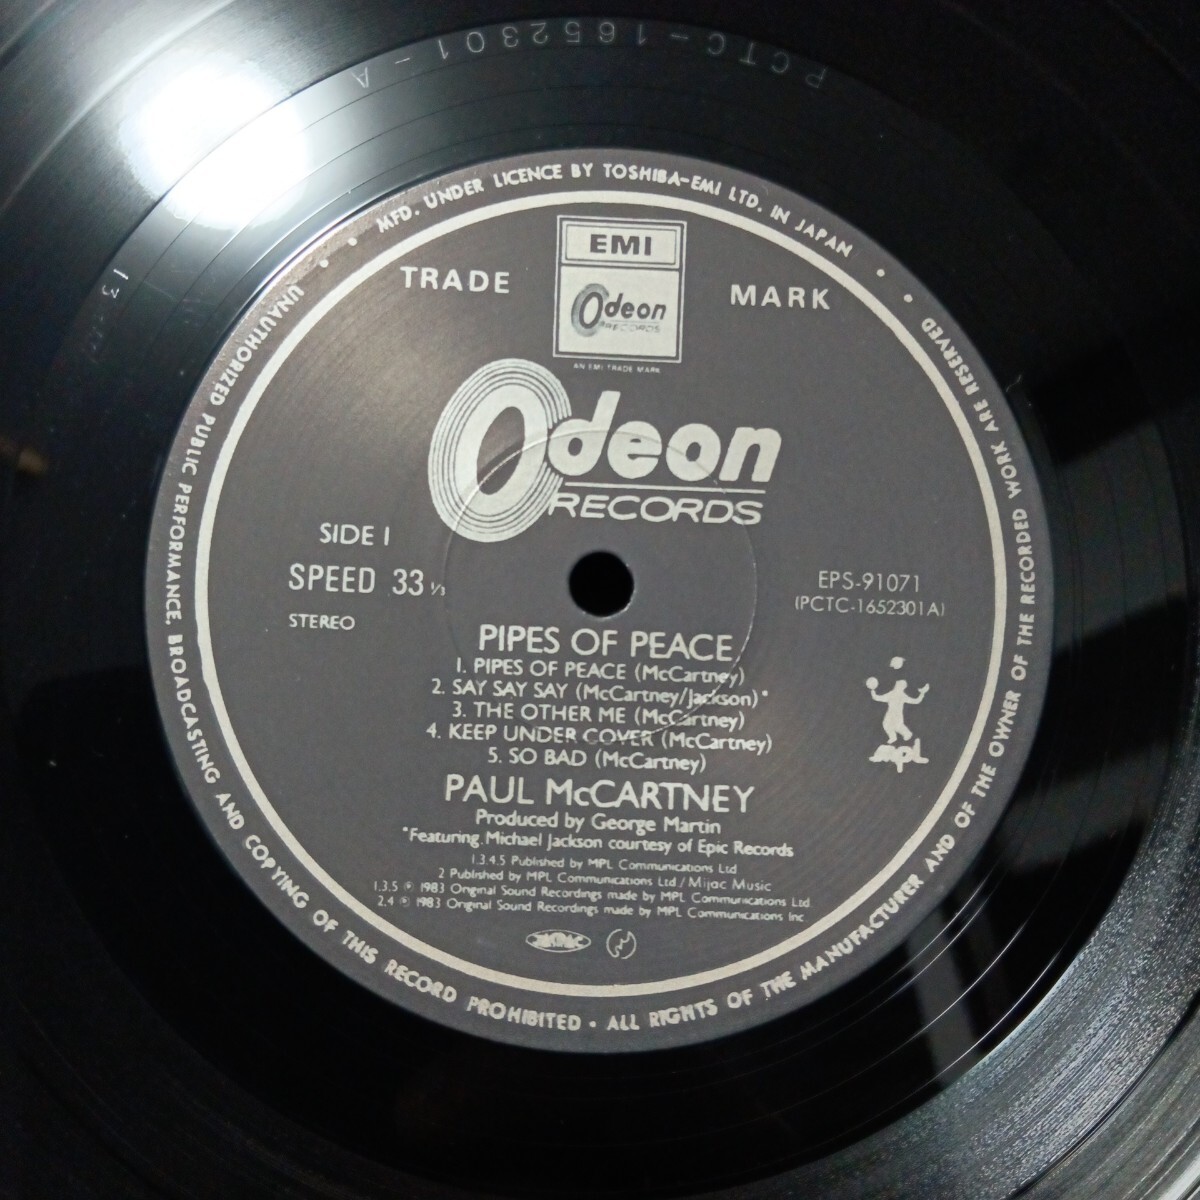 PCTC-1652301-A
13
MFD. UNDER LICENCE BY TOSHIBA-EMI LTD. IN JAPAN
TRADE
MARK
EMI
Odeon
RECORDS
AN EMI TRADE MARK
Odeon
RECORDS
SIDE 1
SPEED 33 1/3
STEREO
EPS-91071
(PCTC-1652301A)
PIPES OF PEACE
1. PIPES OF PEACE (McCartney)
2. SAY SAY SAY (McCartney/Jackson)*
3. THE OTHER ME (McCartney)
4. KEEP UNDER COVER (McCartney)
5. SO BAD (McCartney)
mpl
PAUL McCARTNEY
Produced by George Martin
*Featuring Michael Jackson courtesy of Epic Records
1.3.4.5 Published by MPL Communications Ltd
2 Published by MPL Communications Ltd/Mijac Music
1.3.5 ℗ 1983 Original Sound Recordings made by MPL Communications Ltd
2.4 ℗ 1983 Original Sound Recordings made by MPL Communications Inc
UNAUTHORIZED PUBLIC PERFORMANCE, BROADCASTING AND COPYING OF THIS RECORD PROHIBITED • ALL RIGHTS OF THE MANUFACTURER AND OF THE OWNER OF THE RECORDED WORK ARE RESERVED